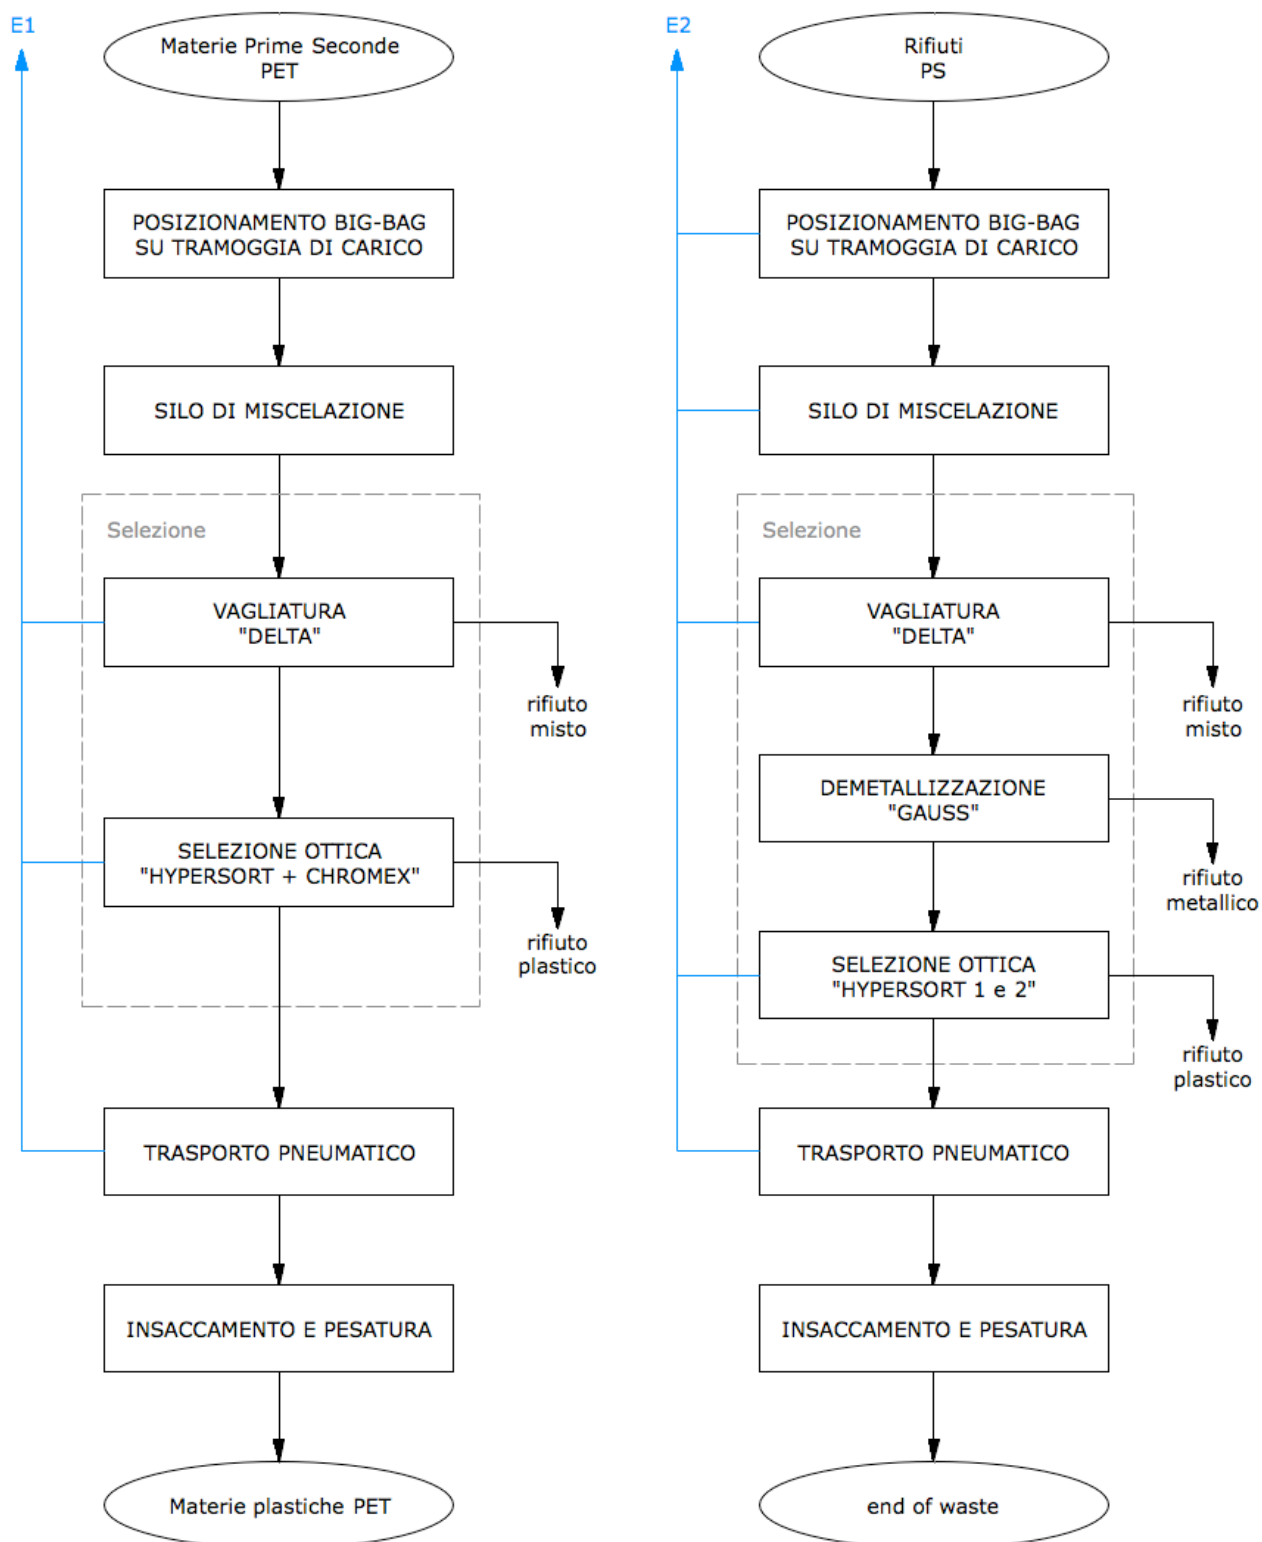 E1
Materie Prime Seconde
PET
POSIZIONAMENTO BIG-BAG
SU TRAMOGGIA DI CARICO
SILO DI MISCELAZIONE
Selezione
VAGLIATURA
"DELTA"
rifiuto
misto
SELEZIONE OTTICA
"HYPERSORT + CHROMEX"
rifiuto
plastico
TRASPORTO PNEUMATICO
INSACCAMENTO E PESATURA
Materie plastiche PET
E2
Rifiuti
PS
POSIZIONAMENTO BIG-BAG
SU TRAMOGGIA DI CARICO
SILO DI MISCELAZIONE
Selezione
VAGLIATURA
"DELTA"
rifiuto
misto
DEMETALLIZZAZIONE
"GAUSS"
rifiuto
metallico
SELEZIONE OTTICA
"HYPERSORT 1 e 2"
rifiuto
plastico
TRASPORTO PNEUMATICO
INSACCAMENTO E PESATURA
end of waste